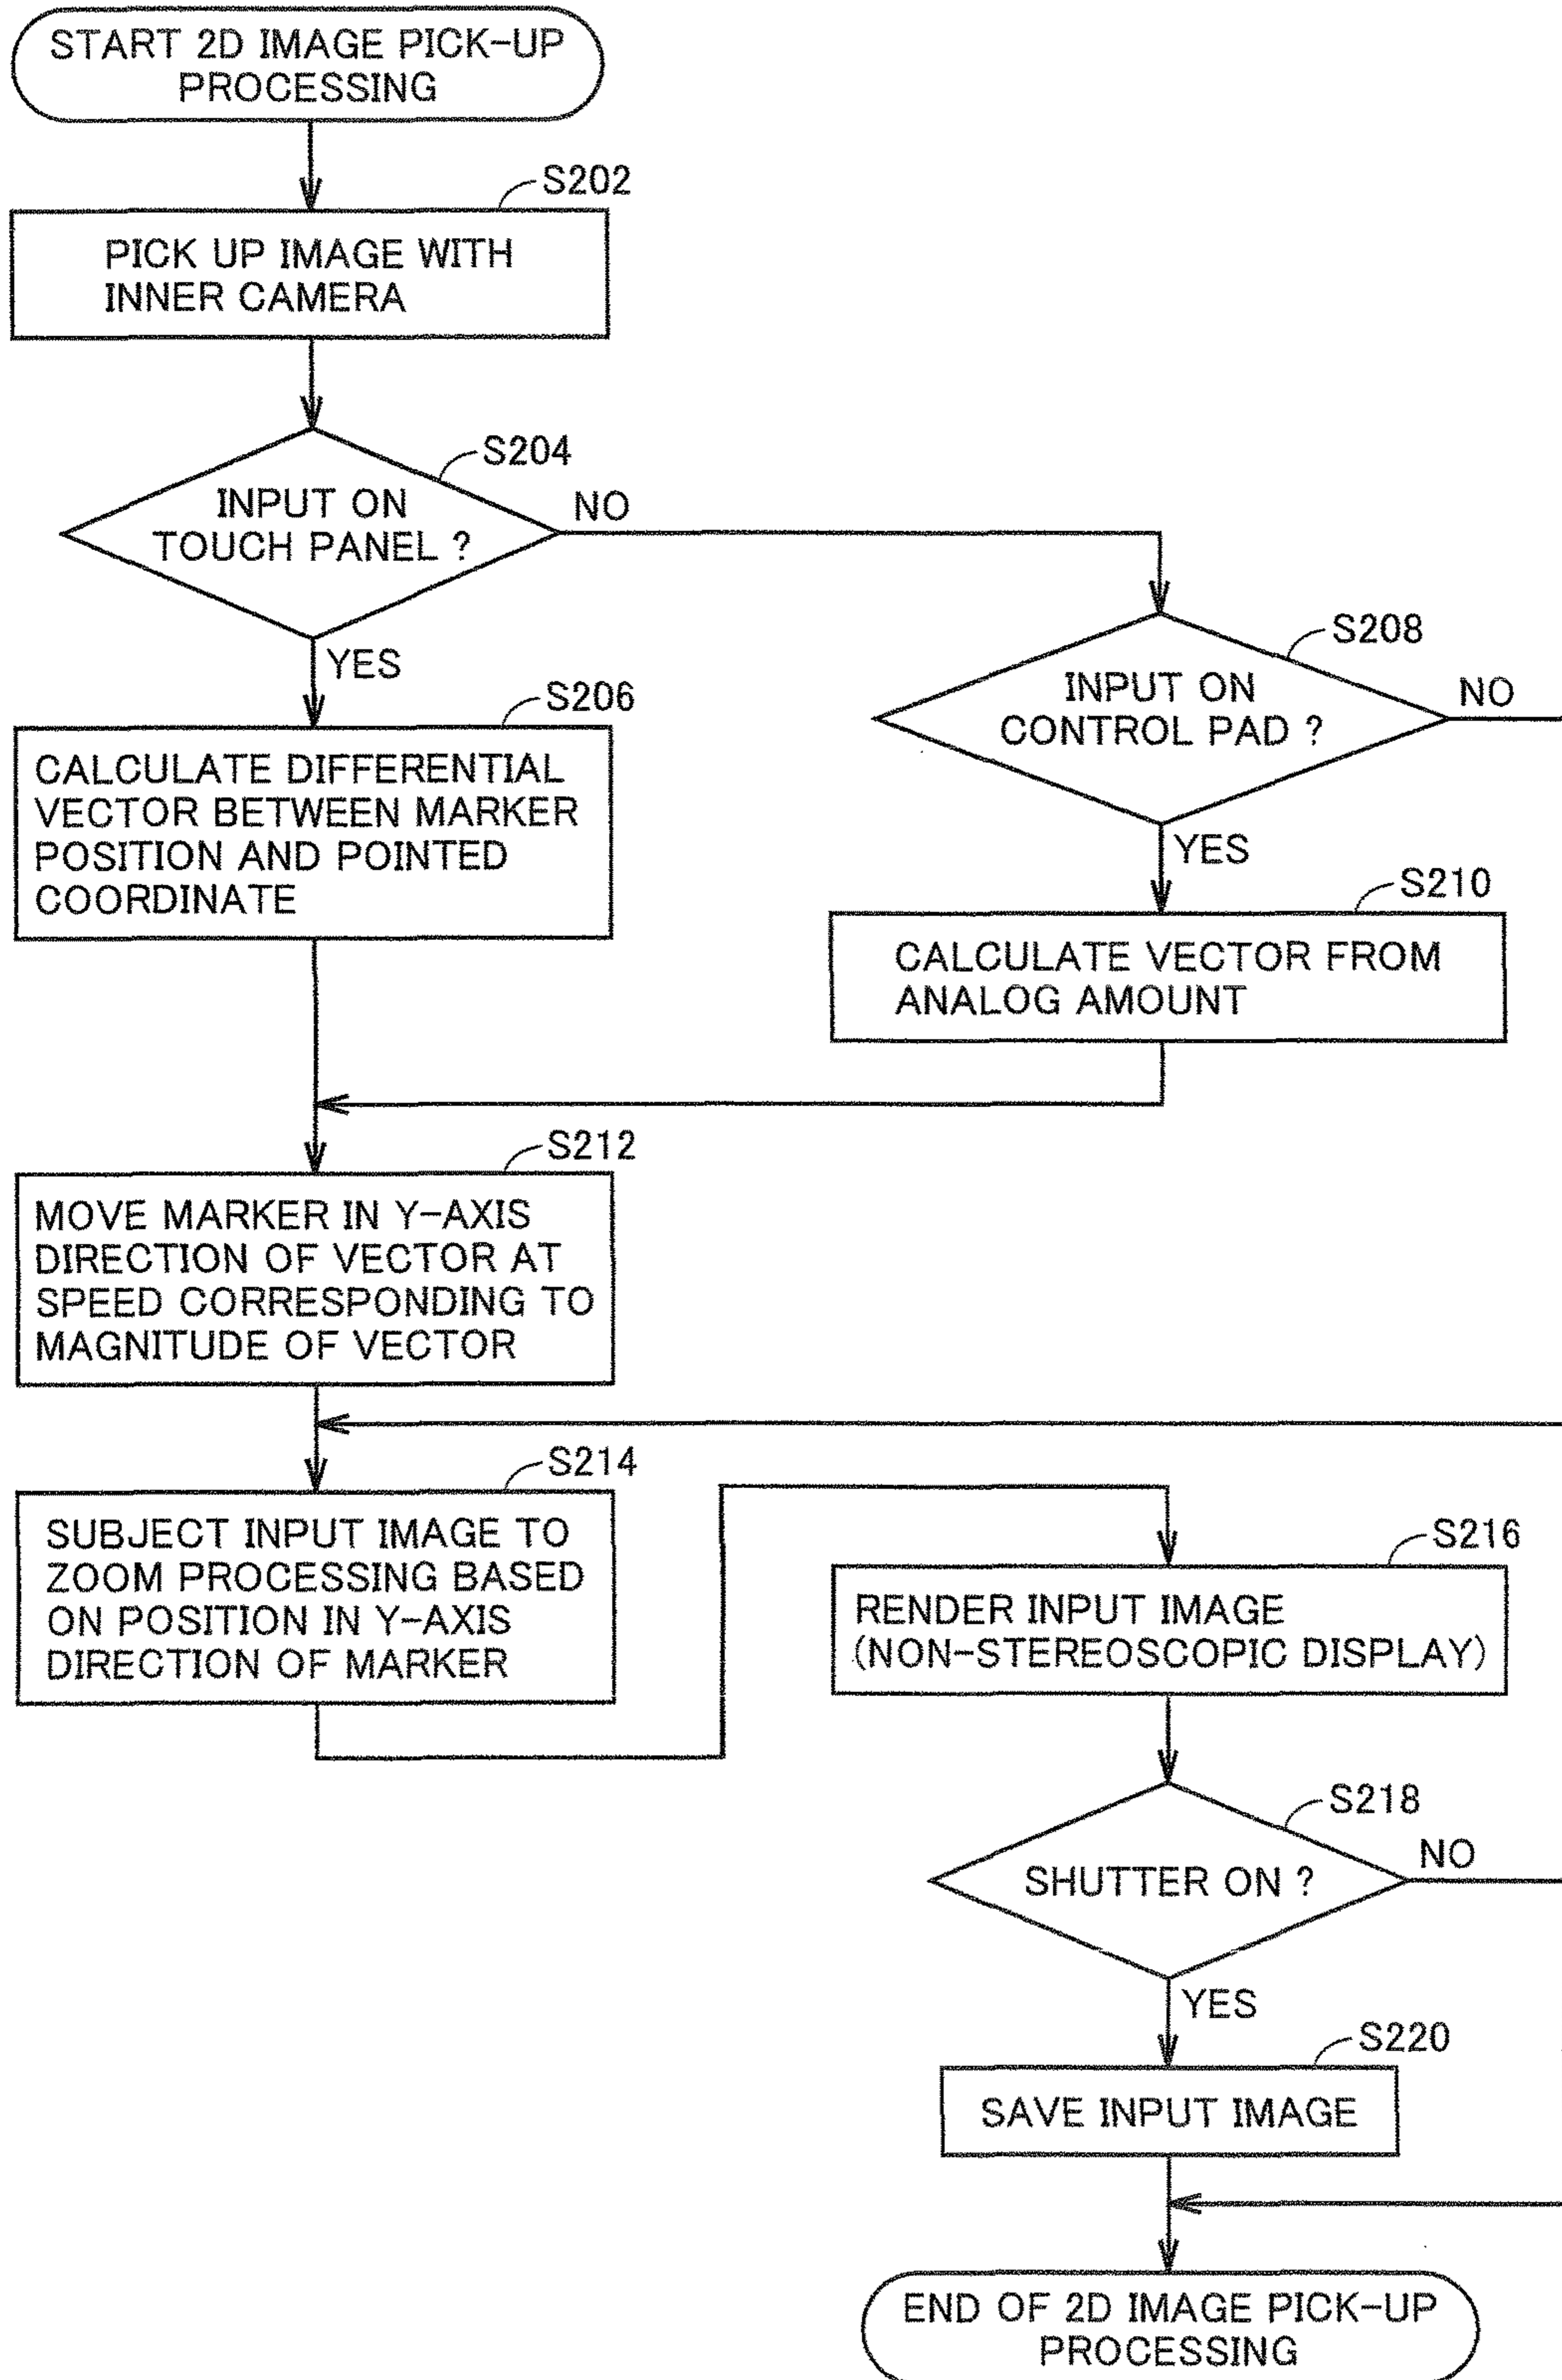 START 2D IMAGE PICK-UP
PROCESSING
S202
PICK UP IMAGE WITH
INNER CAMERA
S204
INPUT ON
TOUCH PANEL ?
NO
YES
S206
CALCULATE DIFFERENTIAL
VECTOR BETWEEN MARKER
POSITION AND POINTED
COORDINATE
S208
INPUT ON
CONTROL PAD ?
NO
YES
S210
CALCULATE VECTOR FROM
ANALOG AMOUNT
S212
MOVE MARKER IN Y-AXIS
DIRECTION OF VECTOR AT
SPEED CORRESPONDING TO
MAGNITUDE OF VECTOR
S214
SUBJECT INPUT IMAGE TO
ZOOM PROCESSING BASED
ON POSITION IN Y-AXIS
DIRECTION OF MARKER
S216
RENDER INPUT IMAGE
(NON-STEREOSCOPIC DISPLAY)
S218
SHUTTER ON ?
NO
YES
S220
SAVE INPUT IMAGE
END OF 2D IMAGE PICK-UP
PROCESSING